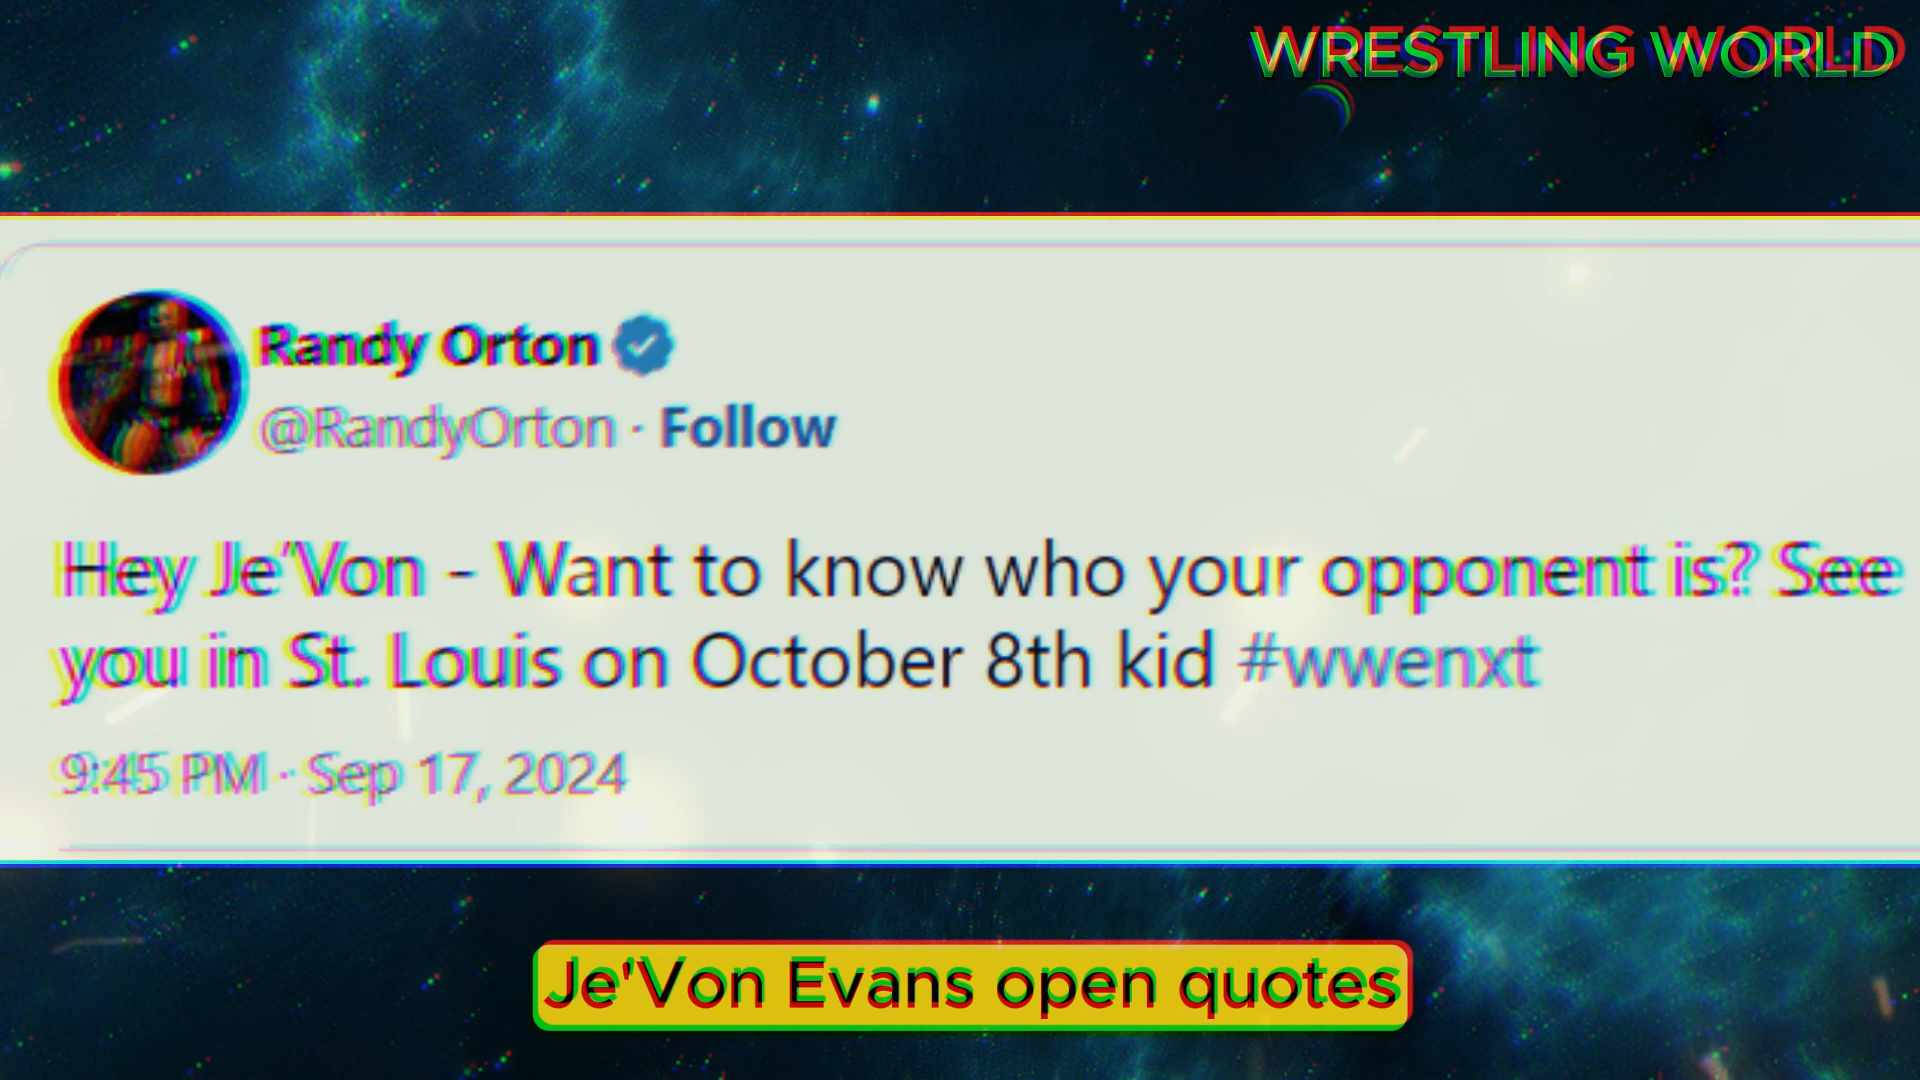 WRESTLING WORLD
Randy Orton
@RandyOrton · Follow
Hey Je'Von - Want to know who your opponent is? See
you in St. Louis on October 8th kid #wwenxt
9:45 PM · Sep 17, 2024
Je'Von Evans open quotes